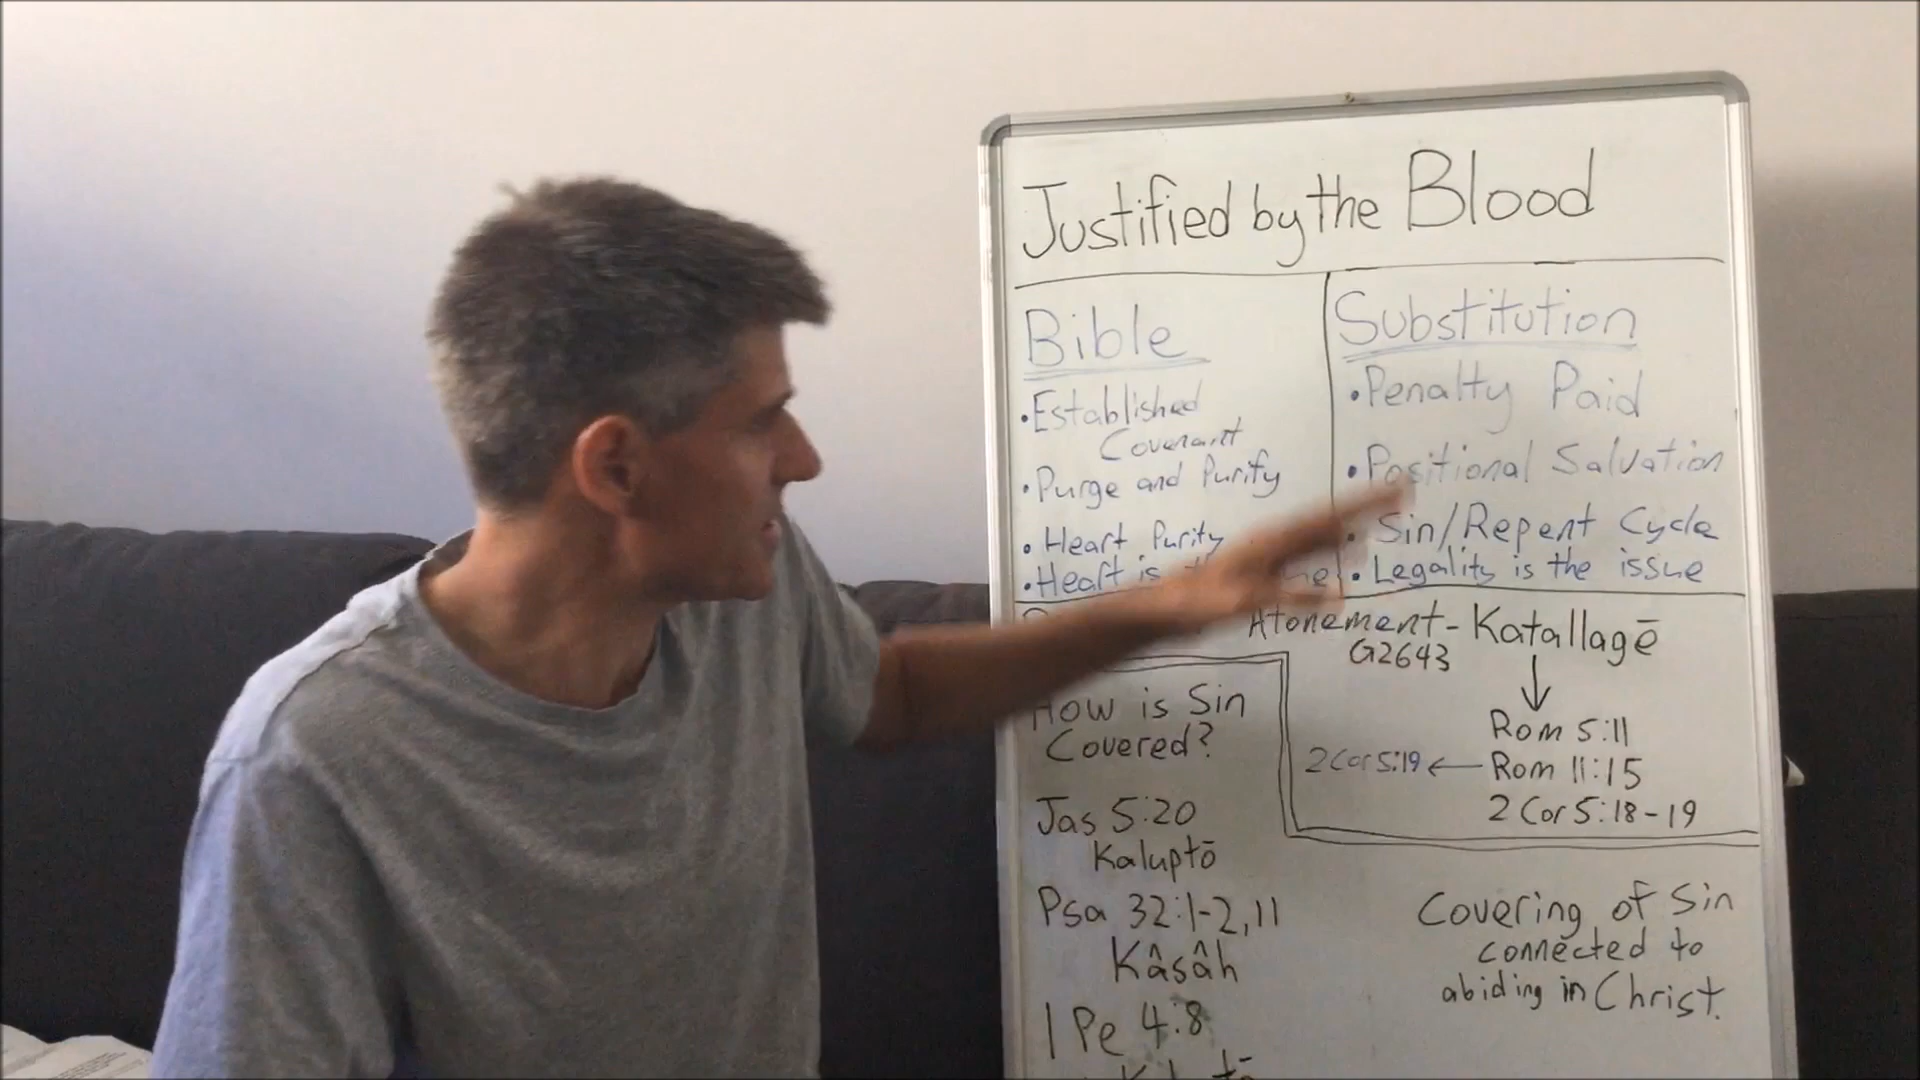 Justified by the Blood
Bible
• Established
Covenant
• Purge and Purify
• Heart Purity
• Heart is
Substitution
• Penalty Paid
• Positional Salvation
• Sin/Repent Cycle
• Legality is the issue
Atonement - Katallagē
G2643
Rom 5:11
2 Cor 5:19 ← Rom 11:15
2 Cor 5:18-19
How is Sin
Covered?
Jas 5:20
Kaluptō
Psa 32:1-2,11
Kâsâh
1 Pe 4:8
Covering of Sin
connected to
abiding in Christ.